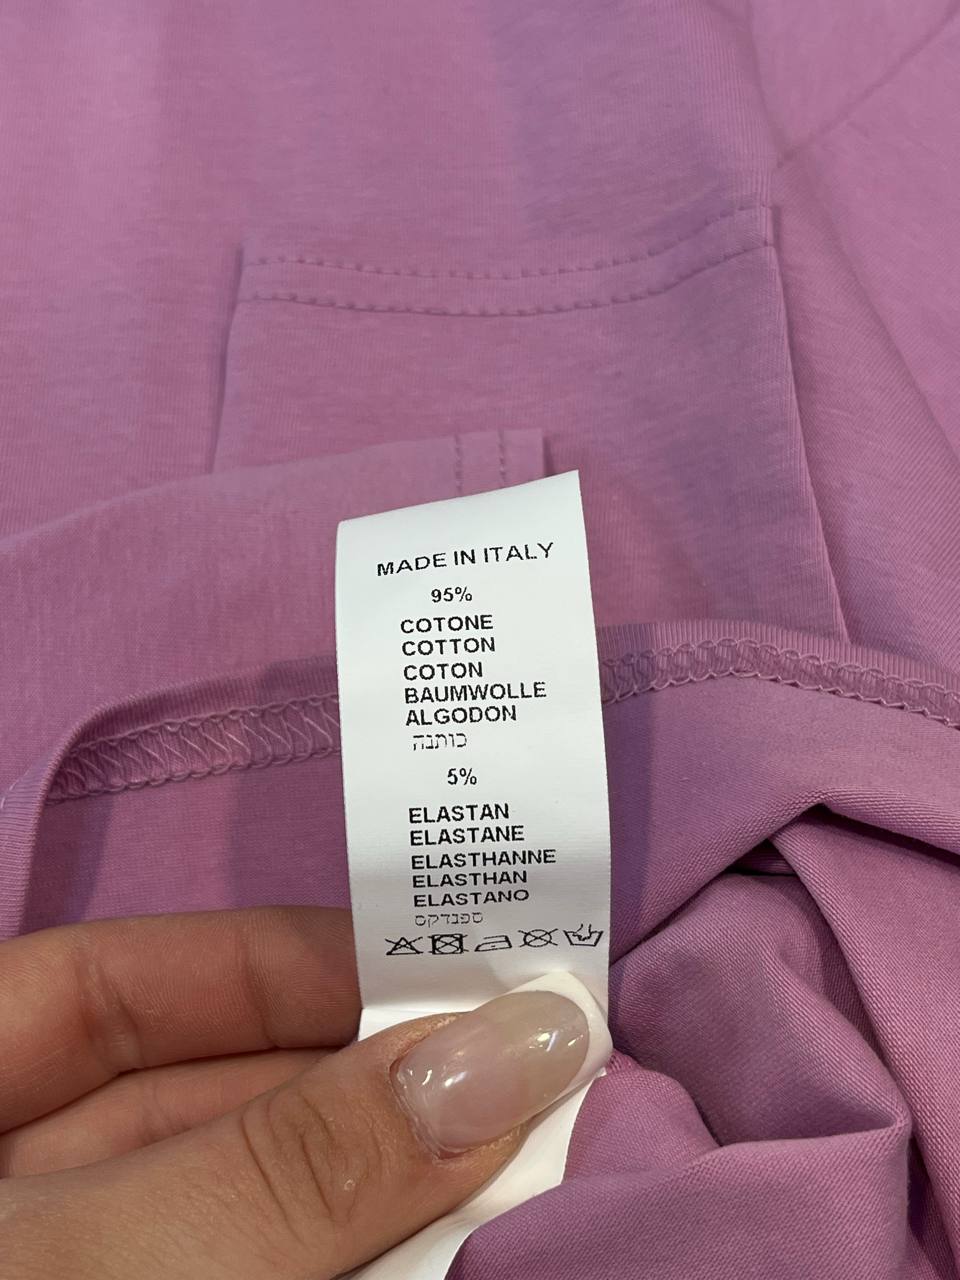 MADE IN ITALY
95%
COTONE
COTTON
COTON
BAUMWOLLE
ALGODON
כותנה
5%
ELASTAN
ELASTANE
ELASTHANNE
ELASTHAN
ELASTANO
ספנדקס